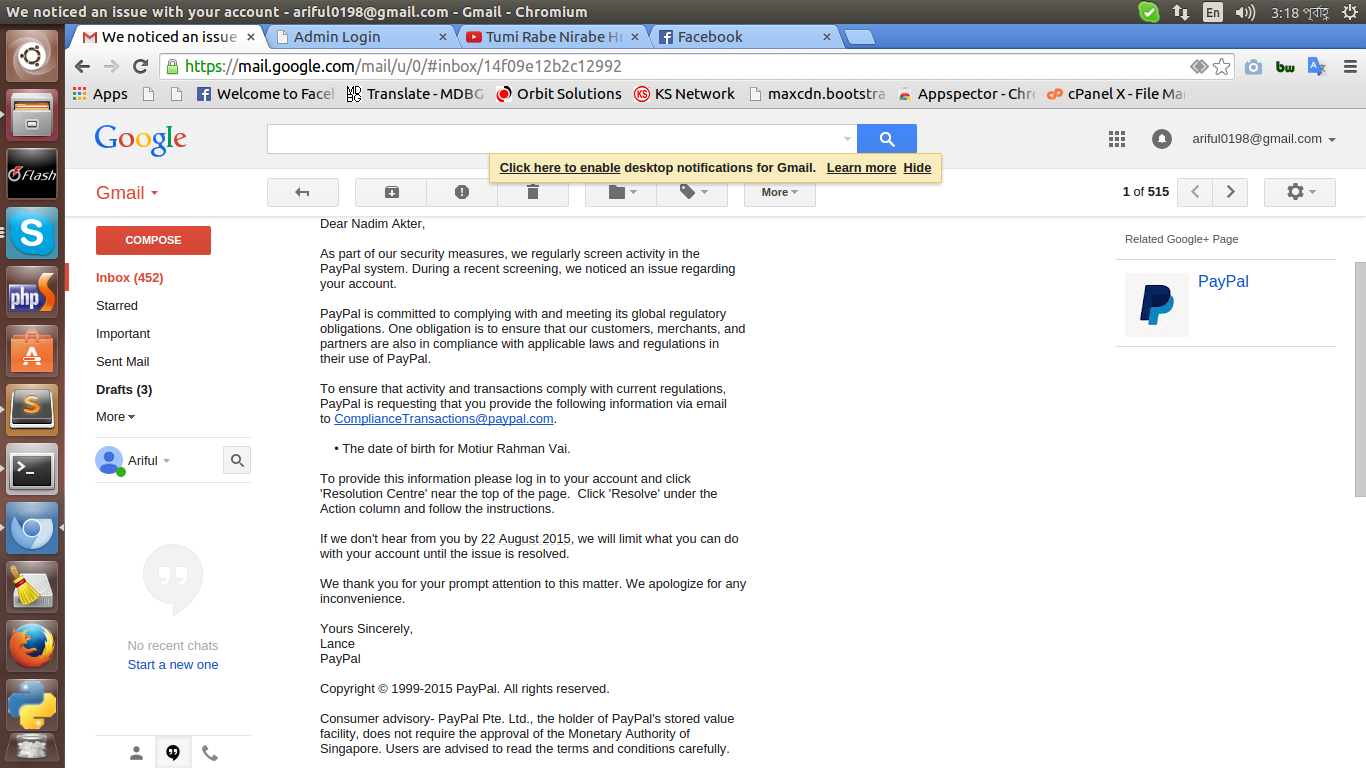 We noticed an issue with your account - ariful0198@gmail.com - Gmail - Chromium
En
3:18 পূর্বাহ্ণ
We noticed an issue
Admin Login
Tumi Rabe Nirabe Hr
Facebook
https://mail.google.com/mail/u/0/#inbox/14f09e12b2c12992
bw
Apps
Welcome to Facel
MDBG Translate - MDBG
Orbit Solutions
KS Network
maxcdn.bootstra
Appspector - Chr
cPanel X - File Ma
Google
ariful0198@gmail.com
Click here to enable desktop notifications for Gmail. Learn more Hide
Gmail
More
1 of 515
COMPOSE
Inbox (452)
Starred
Important
Sent Mail
Drafts (3)
More
Ariful
No recent chats
Start a new one
Dear Nadim Akter,
As part of our security measures, we regularly screen activity in the
PayPal system. During a recent screening, we noticed an issue regarding
your account.
PayPal is committed to complying with and meeting its global regulatory
obligations. One obligation is to ensure that our customers, merchants, and
partners are also in compliance with applicable laws and regulations in
their use of PayPal.
To ensure that activity and transactions comply with current regulations,
PayPal is requesting that you provide the following information via email
to ComplianceTransactions@paypal.com.
• The date of birth for Motiur Rahman Vai.
To provide this information please log in to your account and click
'Resolution Centre' near the top of the page.  Click 'Resolve' under the
Action column and follow the instructions.
If we don't hear from you by 22 August 2015, we will limit what you can do
with your account until the issue is resolved.
We thank you for your prompt attention to this matter. We apologize for any
inconvenience.
Yours Sincerely,
Lance
PayPal
Copyright © 1999-2015 PayPal. All rights reserved.
Consumer advisory- PayPal Pte. Ltd., the holder of PayPal's stored value
facility, does not require the approval of the Monetary Authority of
Singapore. Users are advised to read the terms and conditions carefully.
Related Google+ Page
PayPal
Flash
S
php
A
S